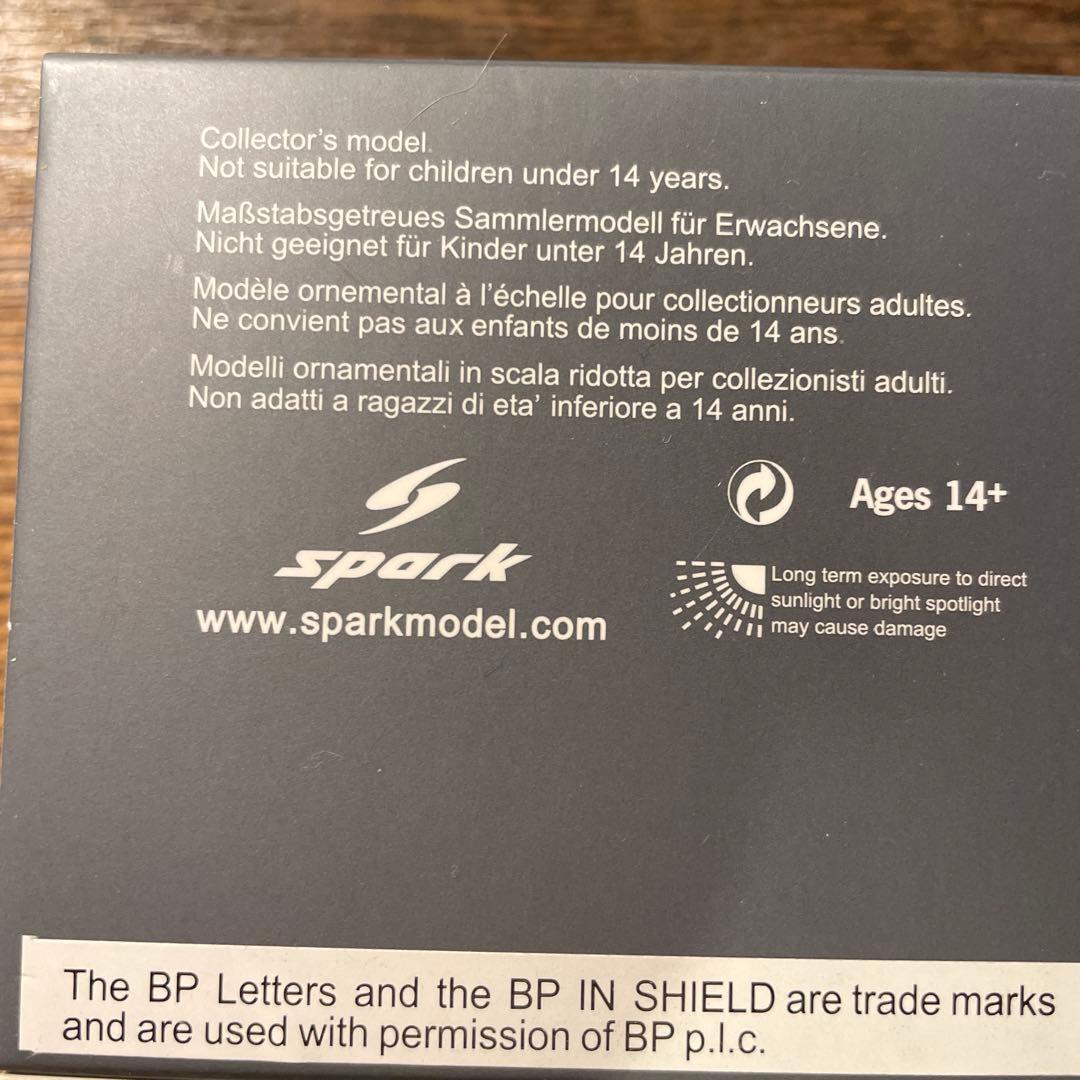 Collector's model.
Not suitable for children under 14 years.
Maßstabsgetreues Sammlermodell für Erwachsene.
Nicht geeignet für Kinder unter 14 Jahren.
Modèle ornemental à l'échelle pour collectionneurs adultes.
Ne convient pas aux enfants de moins de 14 ans.
Modelli ornamentali in scala ridotta per collezionisti adulti.
Non adatti a ragazzi di eta' inferiore a 14 anni.
spark
www.sparkmodel.com
Ages 14+
Long term exposure to direct
sunlight or bright spotlight
may cause damage
The BP Letters and the BP IN SHIELD are trade marks
and are used with permission of BP p.l.c.